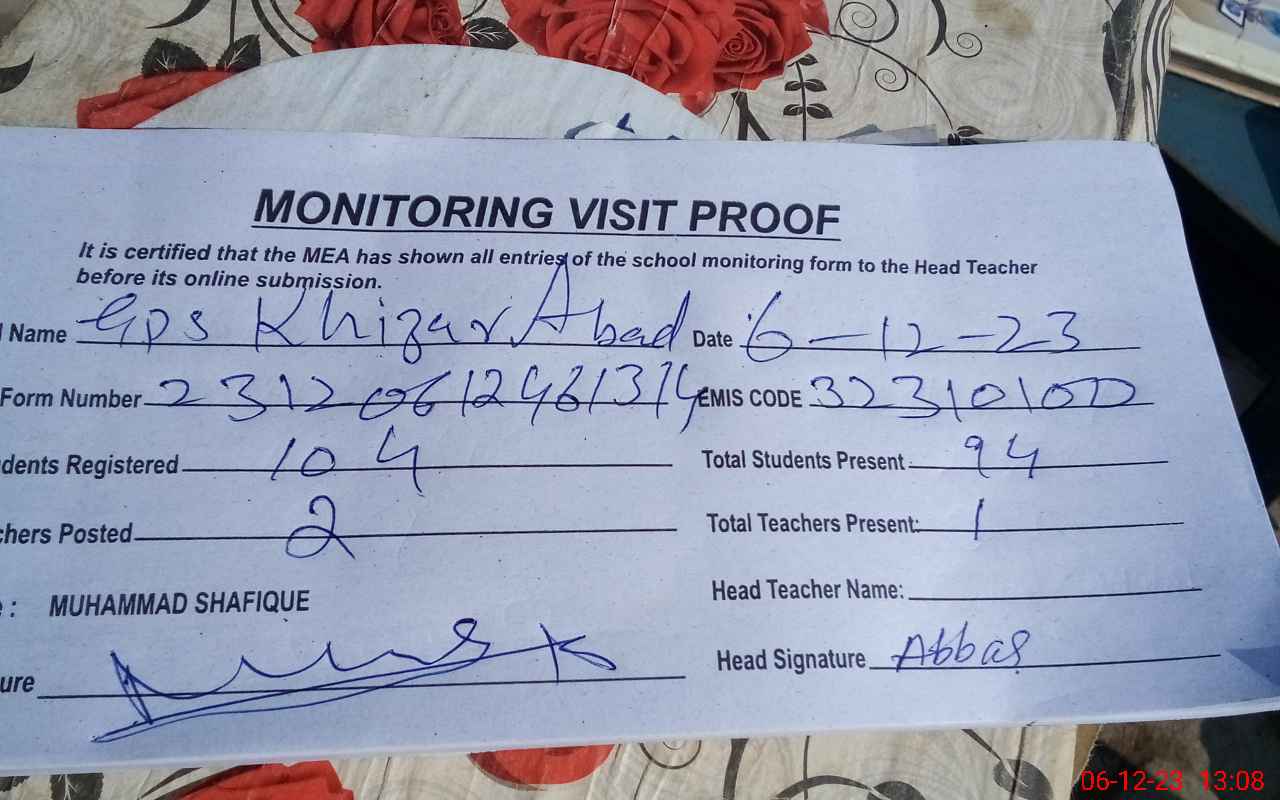 MONITORING VISIT PROOF
It is certified that the MEA has shown all entries of the school monitoring form to the Head Teacher
before its online submission.
Name Gps Khizar Abad Date 6-12-23
Form Number 23120612461314 EMIS CODE 32310100
dents Registered 104 Total Students Present 94
chers Posted 2 Total Teachers Present: 1
: MUHAMMAD SHAFIQUE Head Teacher Name:
ure Head Signature Abbas
06-12-23 13:08